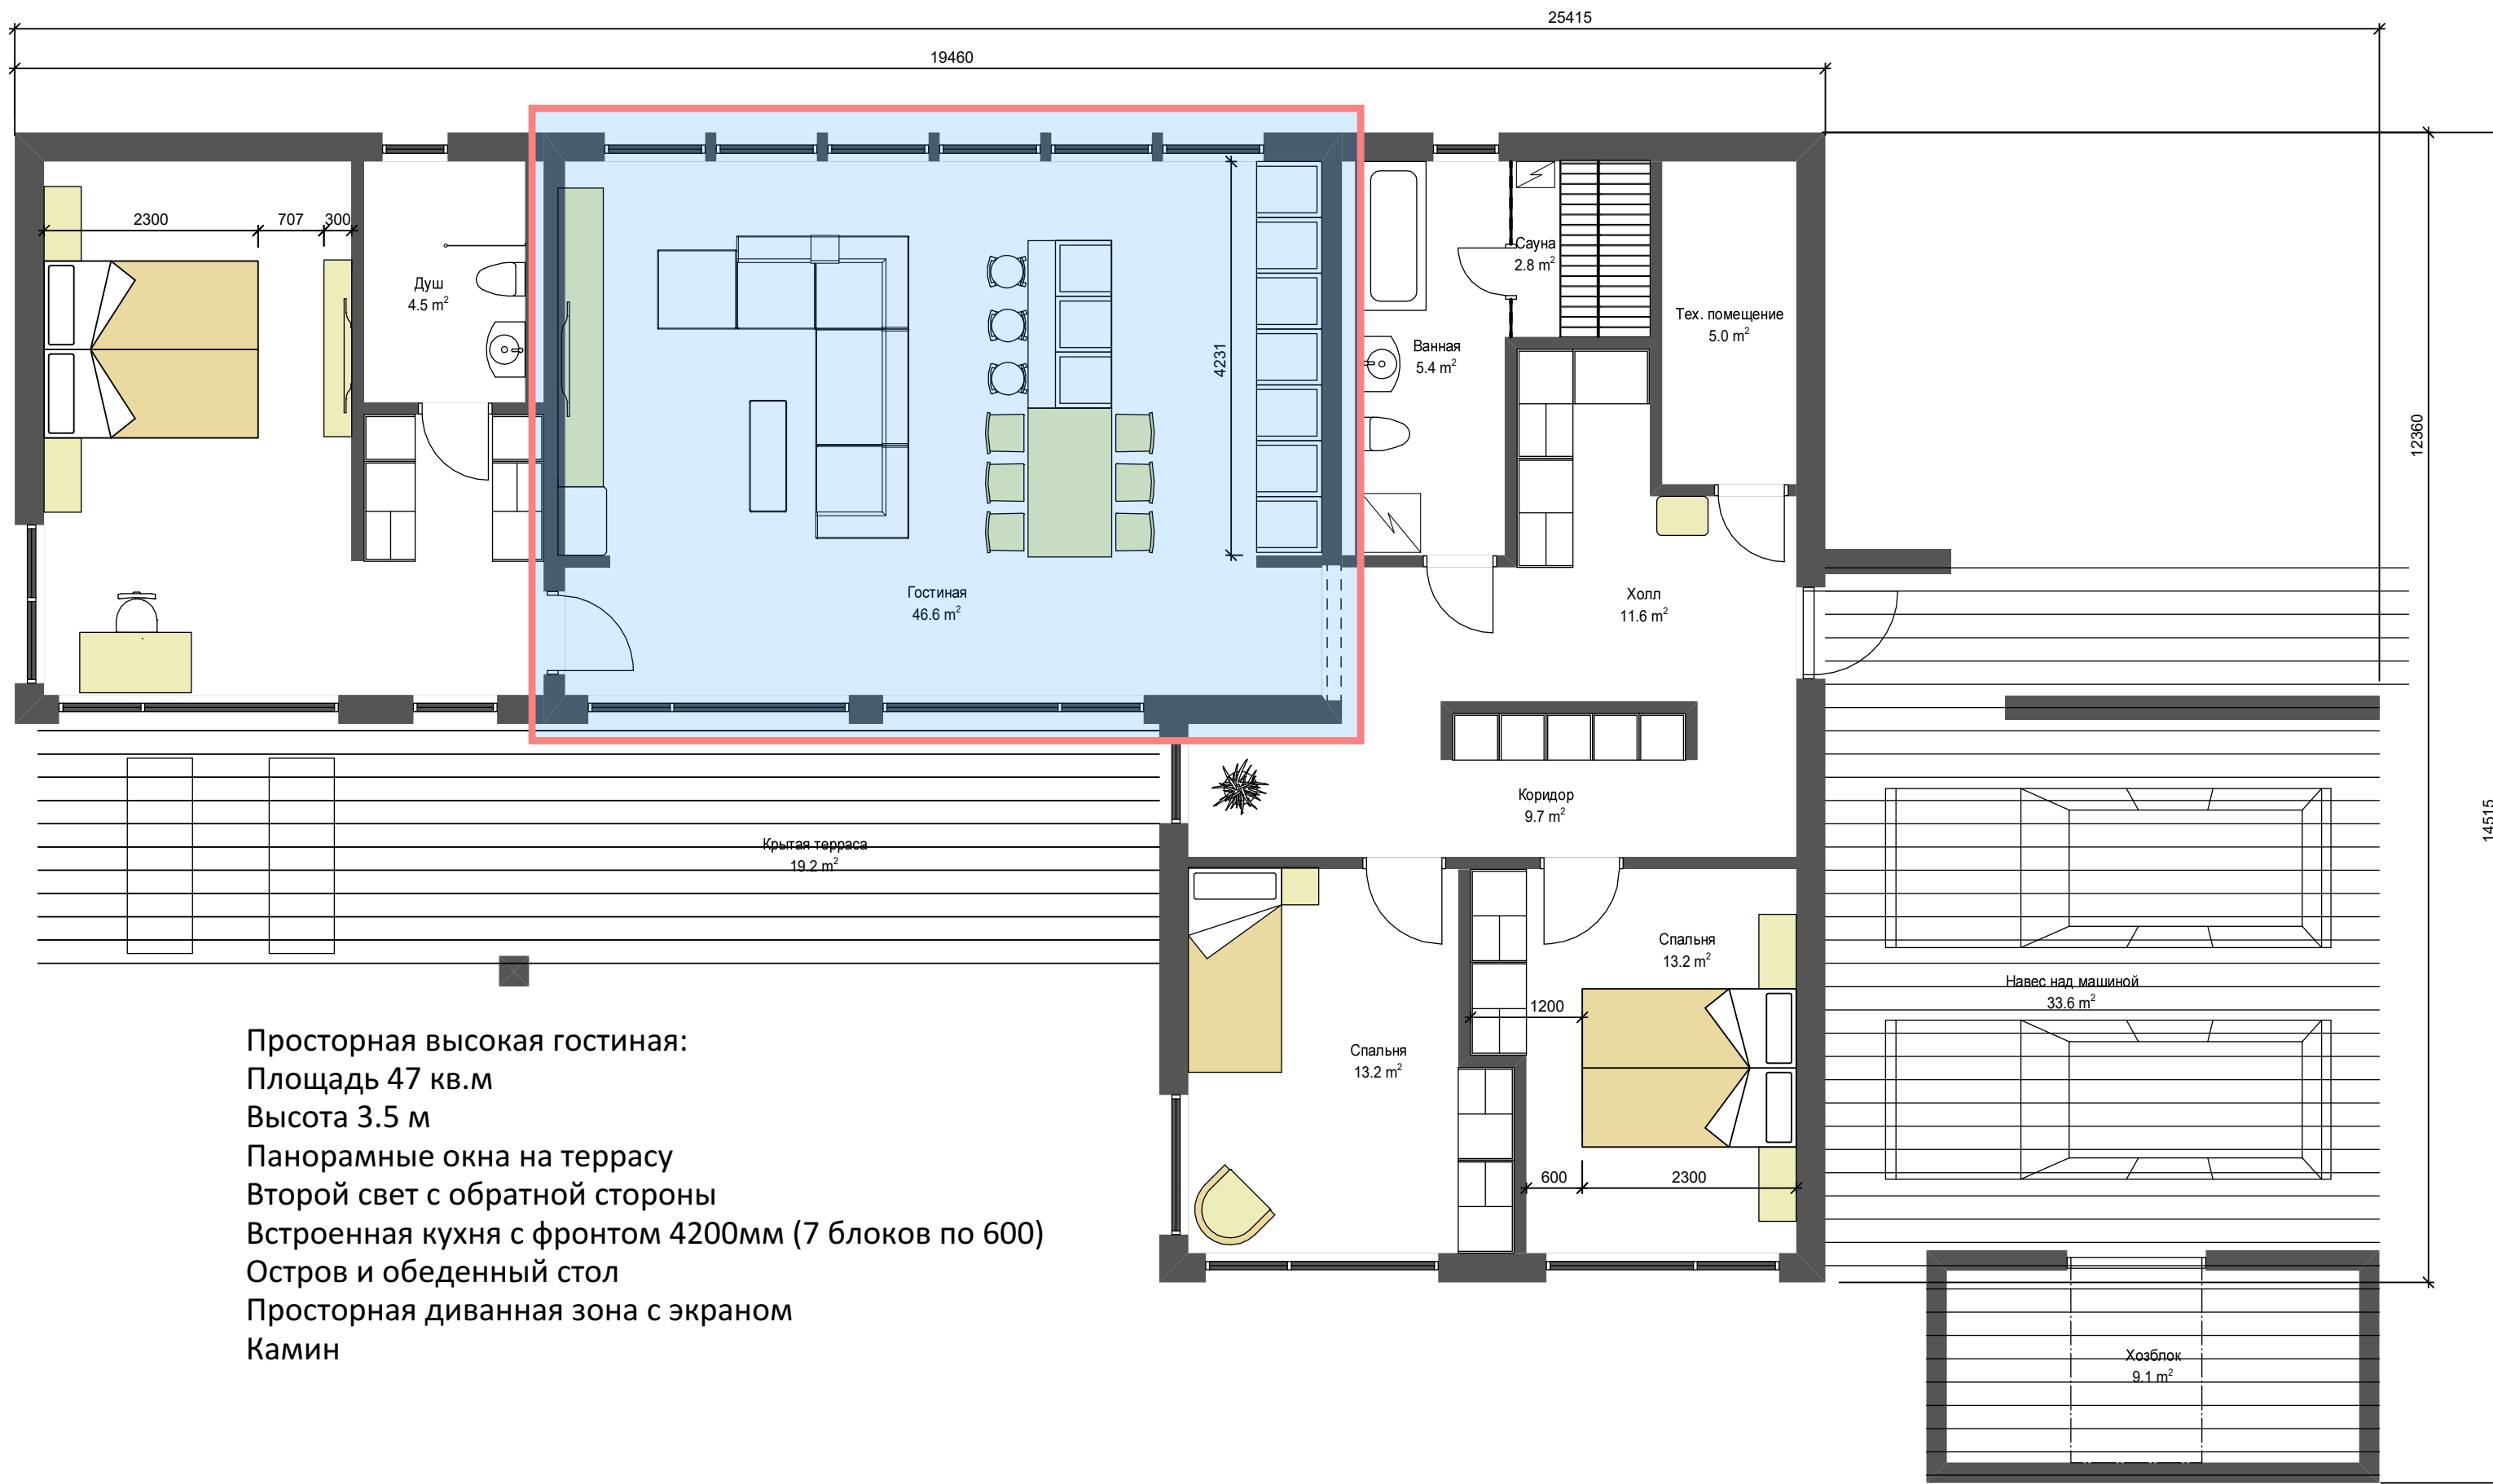 25415
19460
2300
707
300
Душ
4.5 m²
Сауна
2.8 m²
Тех. помещение
5.0 m²
Ванная
5.4 m²
4231
12360
Гостиная
46.6 m²
Холл
11.6 m²
Коридор
9.7 m²
14515
Крытая терраса
19.2 m²
Спальня
13.2 m²
Навес над машиной
33.6 m²
1200
Спальня
13.2 m²
600
2300
Просторная высокая гостиная:
Площадь 47 кв.м
Высота 3.5 м
Панорамные окна на террасу
Второй свет с обратной стороны
Встроенная кухня с фронтом 4200мм (7 блоков по 600)
Остров и обеденный стол
Просторная диванная зона с экраном
Камин
Хозблок
9.1 m²